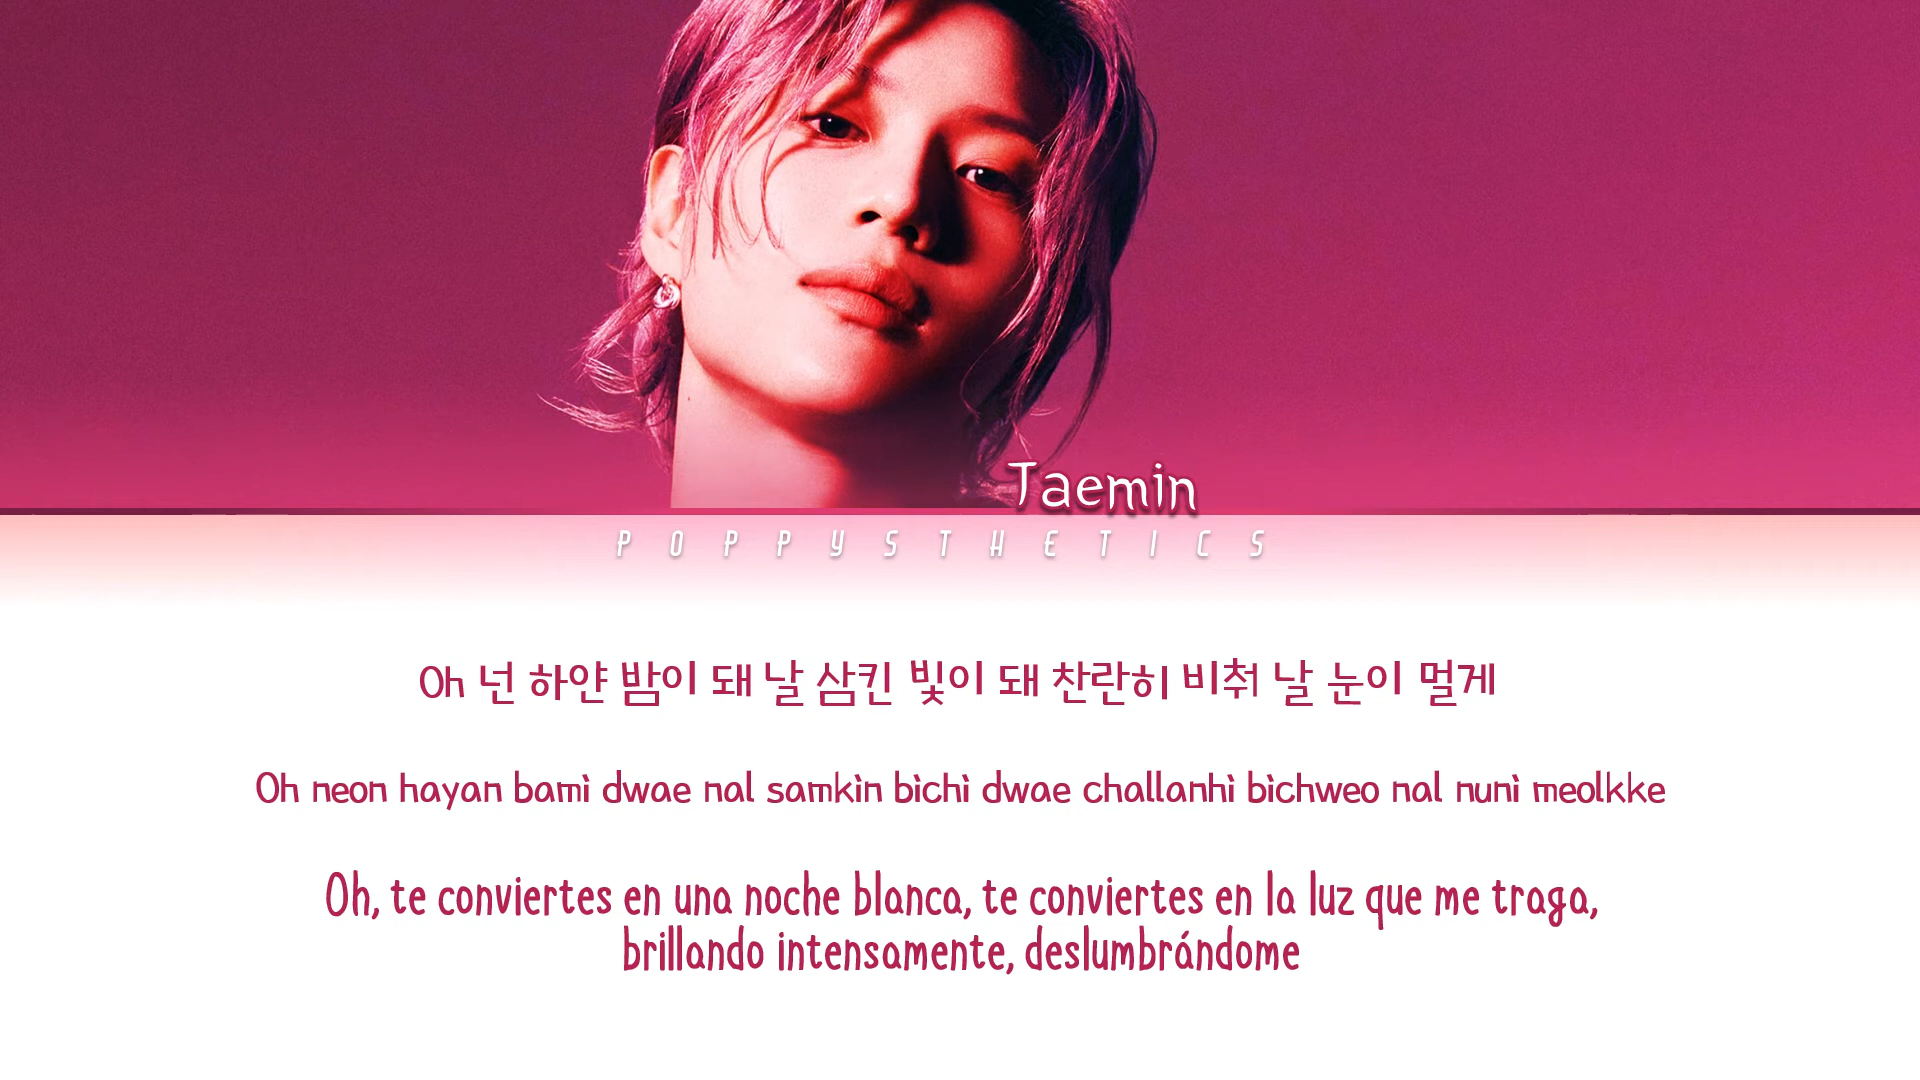 Taemin
POPPYSTHETICS
Oh 넌 하얀 밤이 돼 날 삼킨 빛이 돼 찬란히 비춰 날 눈이 멀게
Oh neon hayan bami dwae nal samkin bichi dwae challanhi bichweo nal nuni meolkke
Oh, te conviertes en una noche blanca, te conviertes en la luz que me traga,
brillando intensamente, deslumbrándome